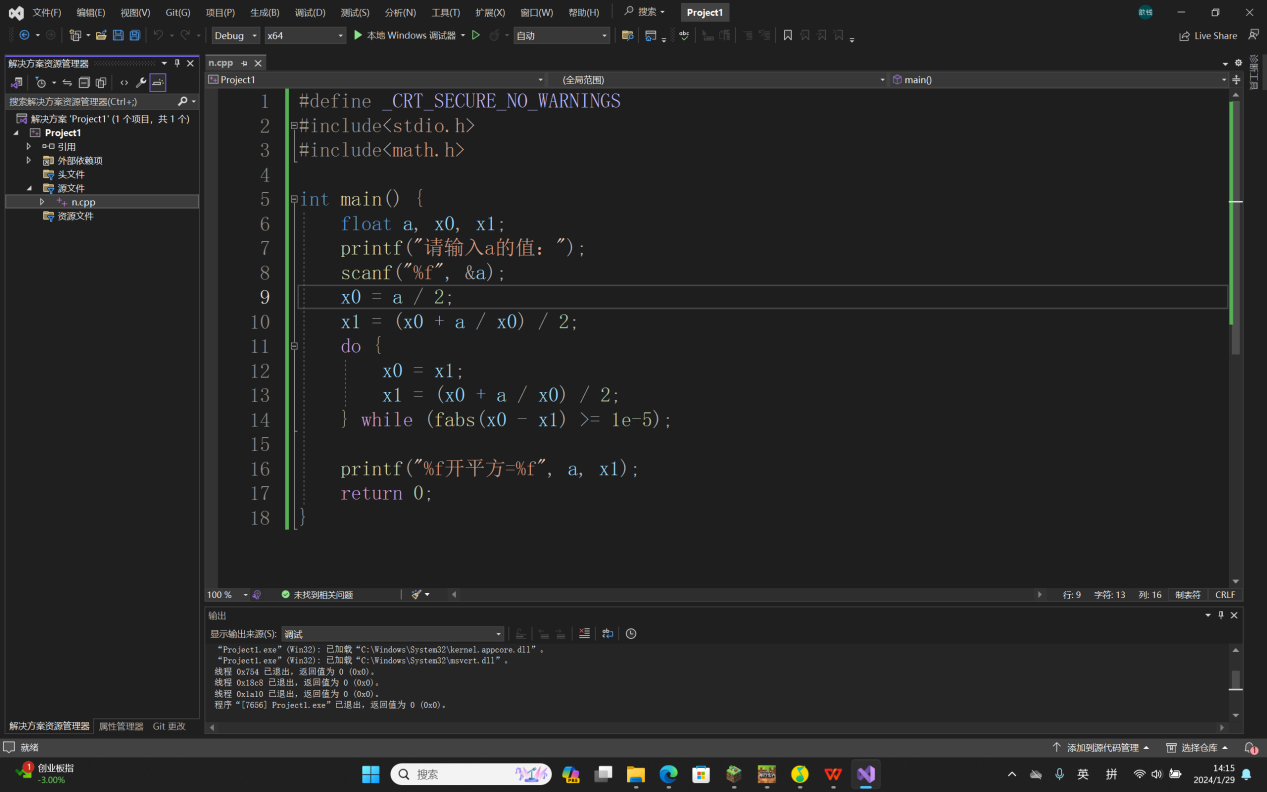 文件(F) 编辑(E) 视图(V) Git(G) 项目(P) 生成(B) 调试(D) 测试(S) 分析(N) 工具(T) 扩展(X) 窗口(W) 帮助(H) 搜索 Project1
Debug x64 本地 Windows 调试器 自动 Live Share
解决方案资源管理器
搜索解决方案资源管理器(Ctrl+;)
解决方案 'Project1' (1 个项目，共 1 个)
Project1
引用
外部依赖项
头文件
源文件
n.cpp
资源文件
解决方案资源管理器 属性管理器 Git 更改
n.cpp
Project1 (全局范围) main()
诊断工具
1 #define _CRT_SECURE_NO_WARNINGS
2 #include<stdio.h>
3 #include<math.h>
4
5 int main() {
6 float a, x0, x1;
7 printf("请输入a的值：");
8 scanf("%f", &a);
9 x0 = a / 2;
10 x1 = (x0 + a / x0) / 2;
11 do {
12 x0 = x1;
13 x1 = (x0 + a / x0) / 2;
14 } while (fabs(x0 - x1) >= 1e-5);
15
16 printf("%f开平方=%f", a, x1);
17 return 0;
18 }
100 % 未找到相关问题 行: 9 字符: 13 列: 16 制表符 CRLF
输出
显示输出来源(S): 调试
“Project1.exe”(Win32): 已加载“C:\Windows\System32\kernel.appcore.dll”。
“Project1.exe”(Win32): 已加载“C:\Windows\System32\msvcrt.dll”。
线程 0x754 已退出，返回值为 0 (0x0)。
线程 0x18c8 已退出，返回值为 0 (0x0)。
线程 0x1a10 已退出，返回值为 0 (0x0)。
程序“[7656] Project1.exe”已退出，返回值为 0 (0x0)。
就绪 添加到源代码管理 选择仓库 1
1 创业板指
-3.00%
搜索
英 拼
14:15
2024/1/29